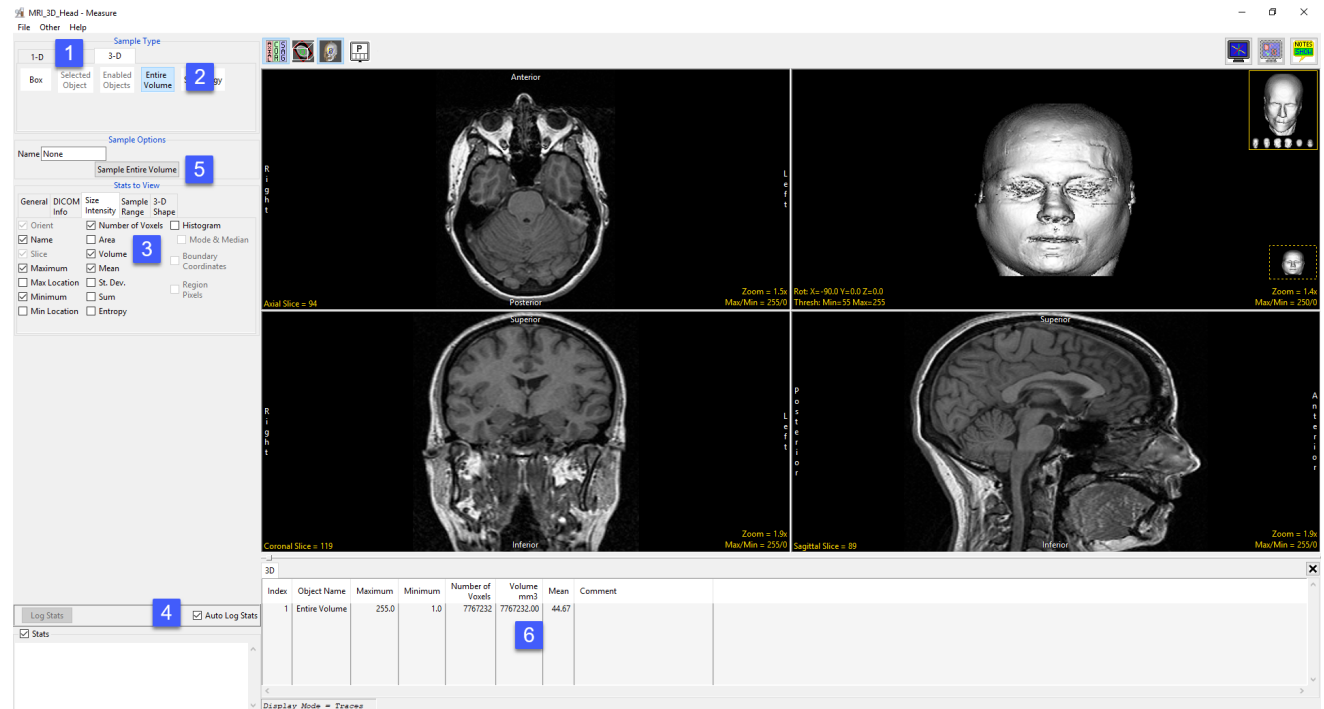 MRI_3D_Head - Measure
File Other Help
Sample Type
1-D 1 3-D
Box Selected Object Enabled Objects Entire Volume 2
Sample Options
Name None
Sample Entire Volume 5
Stats to View
General DICOM Info Size Intensity Sample Range 3-D Shape
Orient Number of Voxels Histogram
Name Area Mode & Median
Slice Volume 3 Boundary Coordinates
Maximum Mean
Max Location St. Dev. Region Pixels
Minimum Sum
Min Location Entropy
Log Stats 4 Auto Log Stats
Stats
P
NOTES
SHOW
Anterior
Right
Left
Axial Slice = 94
Posterior
Zoom = 1.5x
Max/Min = 255/0
Rot: X=-90.0 Y=0.0 Z=0.0
Thresh: Min=55 Max=255
Zoom = 1.4x
Max/Min = 250/0
Superior
Right
Left
Coronal Slice = 119
Inferior
Zoom = 1.9x
Max/Min = 255/0
Superior
Posterior
Anterior
Sagittal Slice = 89
Inferior
Zoom = 1.9x
Max/Min = 255/0
3D
Index Object Name Maximum Minimum Number of Voxels Volume mm3 Mean Comment
1 Entire Volume 255.0 1.0 7767232 7767232.00 44.67
6
Display Mode = Traces